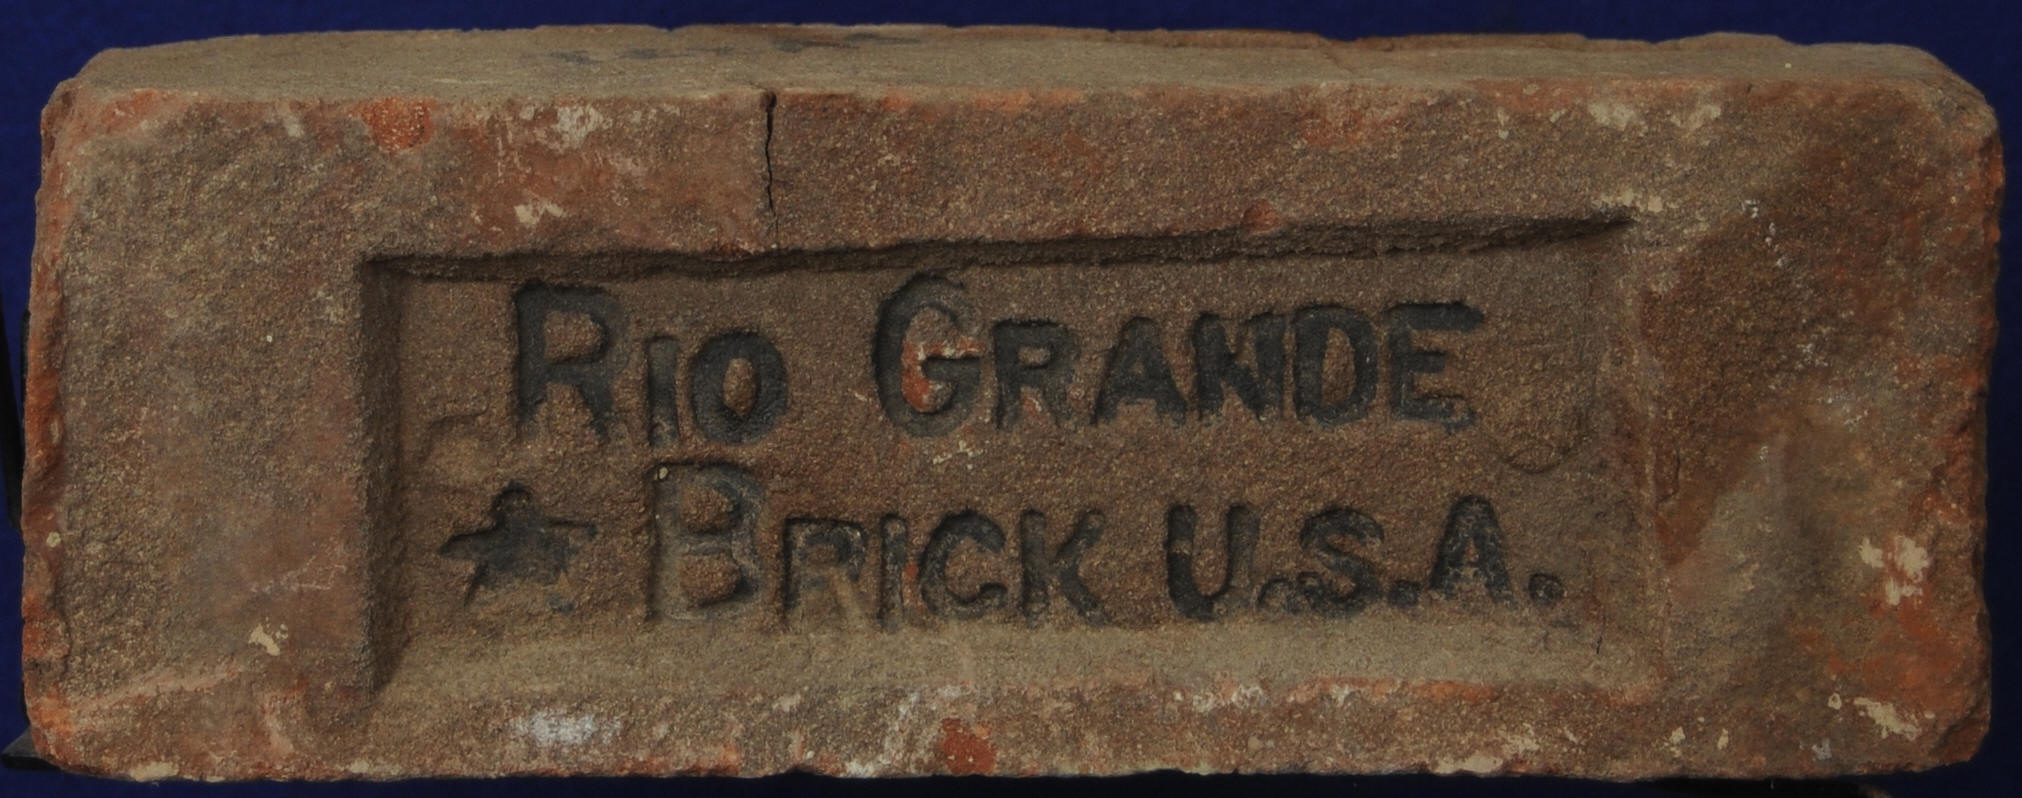 RIO GRANDE
★ BRICK U.S.A.